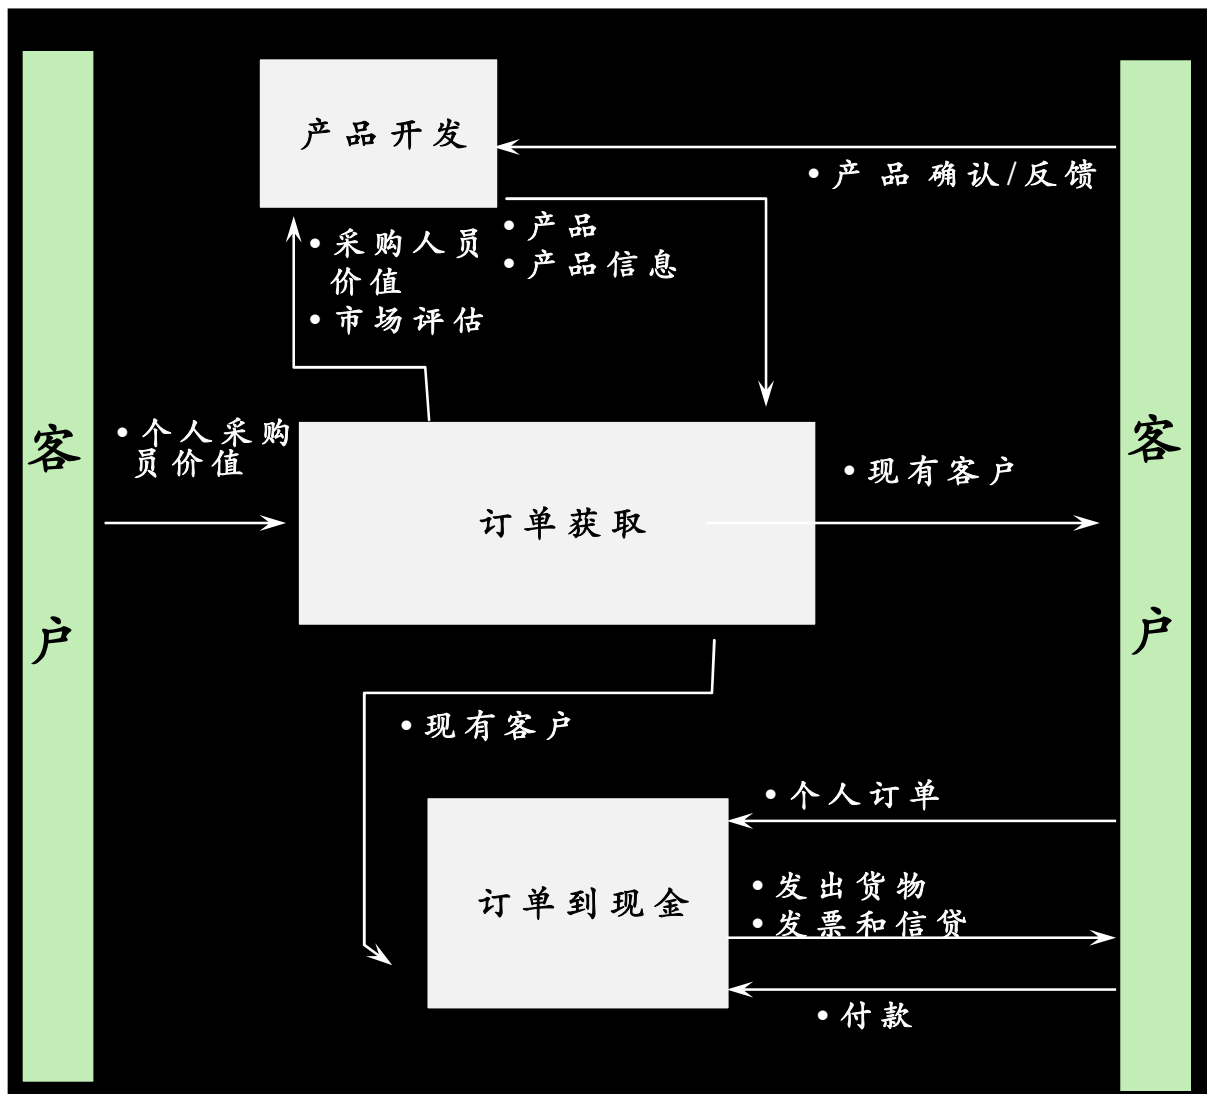 产品开发
• 产品 确认/反馈
• 产品
• 产品信息
• 采购人员
价值
• 市场评估
客
户
• 个人采购
员价值
订单获取
• 现有客户
客
户
• 现有客户
• 个人订单
订单到现金
• 发出货物
• 发票和信贷
• 付款